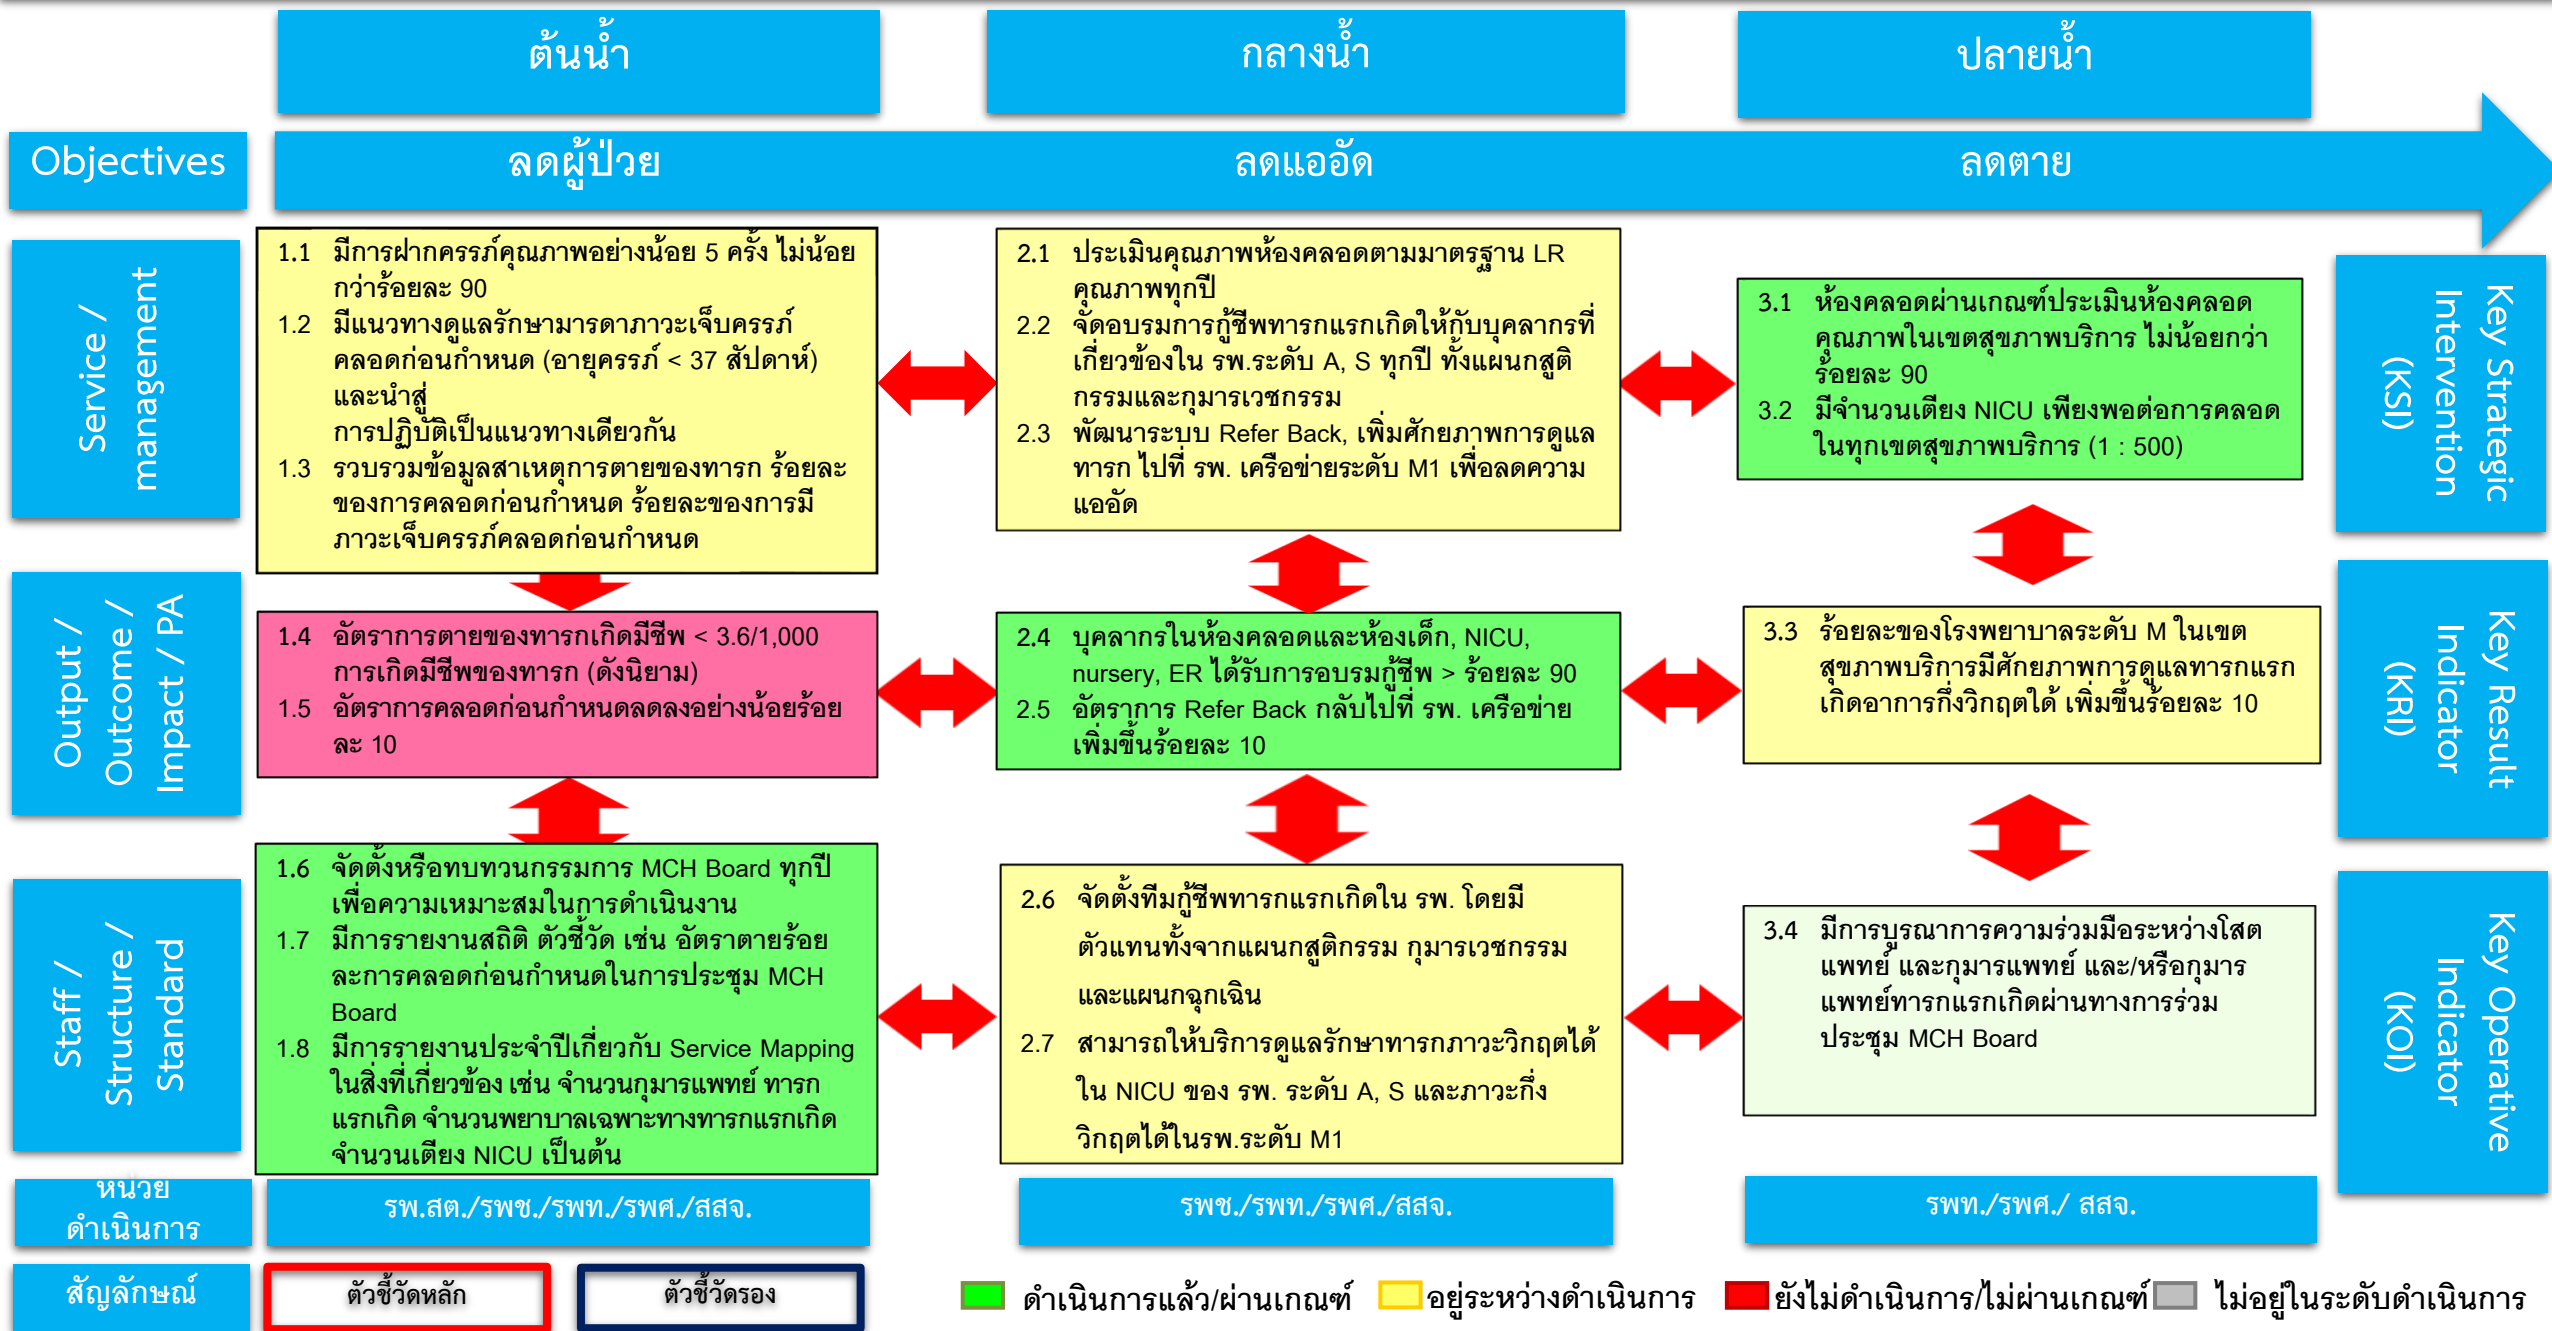 ต้นน้ำ
กลางน้ำ
ปลายน้ำ
Objectives
ลดผู้ป่วย
ลดแออัด
ลดตาย
Service /
management
1.1 มีการฝากครรภ์คุณภาพอย่างน้อย 5 ครั้ง ไม่น้อย
กว่าร้อยละ 90
1.2 มีแนวทางดูแลรักษามารดาภาวะเจ็บครรภ์
คลอดก่อนกำหนด (อายุครรภ์ < 37 สัปดาห์)
และนำสู่
การปฏิบัติเป็นแนวทางเดียวกัน
1.3 รวบรวมข้อมูลสาเหตุการตายของทารก ร้อยละ
ของการคลอดก่อนกำหนด ร้อยละของการมี
ภาวะเจ็บครรภ์คลอดก่อนกำหนด
2.1 ประเมินคุณภาพห้องคลอดตามมาตรฐาน LR
คุณภาพทุกปี
2.2 จัดอบรมการกู้ชีพทารกแรกเกิดให้กับบุคลากรที่
เกี่ยวข้องใน รพ.ระดับ A, S ทุกปี ทั้งแผนกสูติ
กรรมและกุมารเวชกรรม
2.3 พัฒนาระบบ Refer Back, เพิ่มศักยภาพการดูแล
ทารก ไปที่ รพ. เครือข่ายระดับ M1 เพื่อลดความ
แออัด
3.1 ห้องคลอดผ่านเกณฑ์ประเมินห้องคลอด
คุณภาพในเขตสุขภาพบริการ ไม่น้อยกว่า
ร้อยละ 90
3.2 มีจำนวนเตียง NICU เพียงพอต่อการคลอด
ในทุกเขตสุขภาพบริการ (1 : 500)
Key Strategic
Intervention
(KSI)
Output /
Outcome /
Impact / PA
1.4 อัตราการตายของทารกเกิดมีชีพ < 3.6/1,000
การเกิดมีชีพของทารก (ดังนิยาม)
1.5 อัตราการคลอดก่อนกำหนดลดลงอย่างน้อยร้อย
ละ 10
2.4 บุคลากรในห้องคลอดและห้องเด็ก, NICU,
nursery, ER ได้รับการอบรมกู้ชีพ > ร้อยละ 90
2.5 อัตราการ Refer Back กลับไปที่ รพ. เครือข่าย
เพิ่มขึ้นร้อยละ 10
3.3 ร้อยละของโรงพยาบาลระดับ M ในเขต
สุขภาพบริการมีศักยภาพการดูแลทารกแรก
เกิดอาการกึ่งวิกฤตได้ เพิ่มขึ้นร้อยละ 10
Key Result
Indicator
(KRI)
Staff /
Structure /
Standard
1.6 จัดตั้งหรือทบทวนกรรมการ MCH Board ทุกปี
เพื่อความเหมาะสมในการดำเนินงาน
1.7 มีการรายงานสถิติ ตัวชี้วัด เช่น อัตราตายร้อย
ละการคลอดก่อนกำหนดในการประชุม MCH
Board
1.8 มีการรายงานประจำปีเกี่ยวกับ Service Mapping
ในสิ่งที่เกี่ยวข้อง เช่น จำนวนกุมารแพทย์ ทารก
แรกเกิด จำนวนพยาบาลเฉพาะทางทารกแรกเกิด
จำนวนเตียง NICU เป็นต้น
2.6 จัดตั้งทีมกู้ชีพทารกแรกเกิดใน รพ. โดยมี
ตัวแทนทั้งจากแผนกสูติกรรม กุมารเวชกรรม
และแผนกฉุกเฉิน
2.7 สามารถให้บริการดูแลรักษาทารกภาวะวิกฤตได้
ใน NICU ของ รพ. ระดับ A, S และภาวะกึ่ง
วิกฤตได้ในรพ.ระดับ M1
3.4 มีการบูรณาการความร่วมมือระหว่างโสต
แพทย์ และกุมารแพทย์ และ/หรือกุมาร
แพทย์ทารกแรกเกิดผ่านทางการร่วม
ประชุม MCH Board
Key Operative
Indicator
(KOI)
หน่วย
ดำเนินการ
รพ.สต./รพช./รพท./รพศ./สสจ.
รพช./รพท./รพศ./สสจ.
รพท./รพศ./ สสจ.
สัญลักษณ์
ตัวชี้วัดหลัก
ตัวชี้วัดรอง
ดำเนินการแล้ว/ผ่านเกณฑ์
อยู่ระหว่างดำเนินการ
ยังไม่ดำเนินการ/ไม่ผ่านเกณฑ์
ไม่อยู่ในระดับดำเนินการ